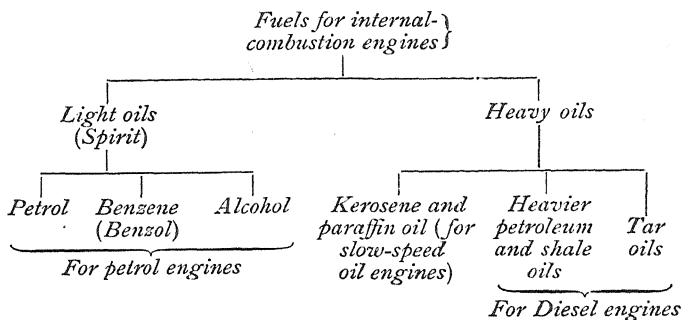 Fuels for internal-
combustion engines}
Light oils
(Spirit)
Heavy oils
Petrol
Benzene
(Benzol)
Alcohol
For petrol engines
Kerosene and
paraffin oil (for
slow-speed
oil engines)
Heavier
petroleum
and shale
oils
Tar
oils
For Diesel engines